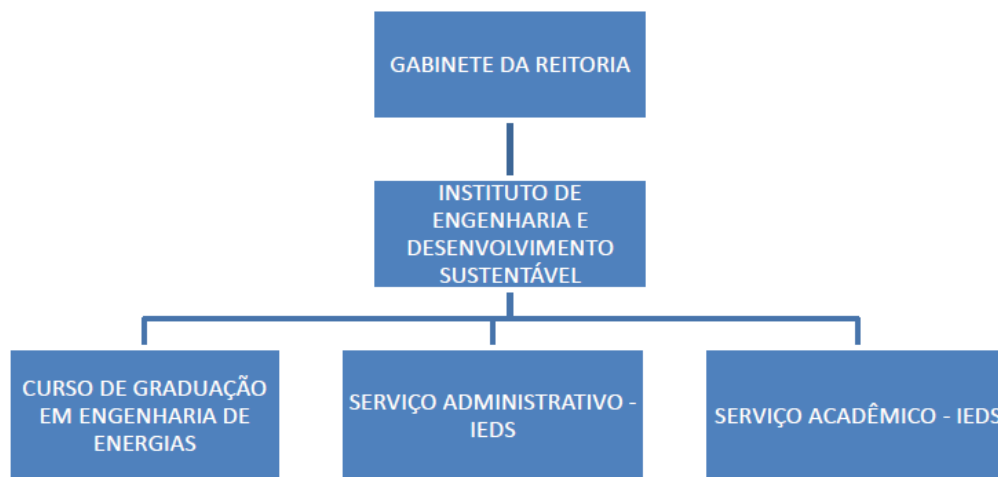 GABINETE DA REITORIA
INSTITUTO DE
ENGENHARIA E
DESENVOLVIMENTO
SUSTENTÁVEL
CURSO DE GRADUAÇÃO
EM ENGENHARIA DE
ENERGIAS
SERVIÇO ADMINISTRATIVO -
IEDS
SERVIÇO ACADÊMICO - IEDS